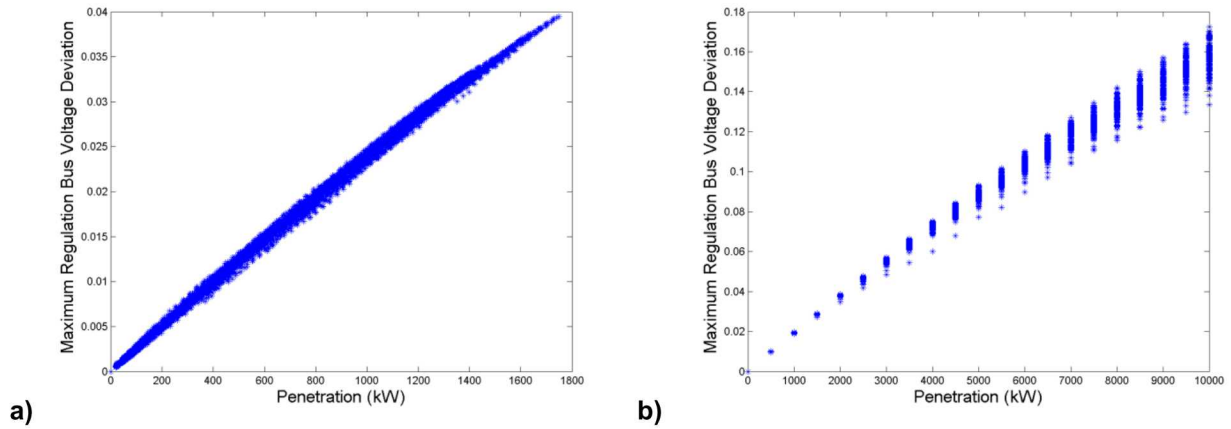 0.04
0.035
0.03
0.025
0.02
0.015
0.01
0.005
0
Maximum Regulation Bus Voltage Deviation
0 200 400 600 800 1000 1200 1400 1600 1800
Penetration (kW)
a)
0.18
0.16
0.14
0.12
0.1
0.08
0.06
0.04
0.02
0
Maximum Regulation Bus Voltage Deviation
0 1000 2000 3000 4000 5000 6000 7000 8000 9000 10000
Penetration (kW)
b)